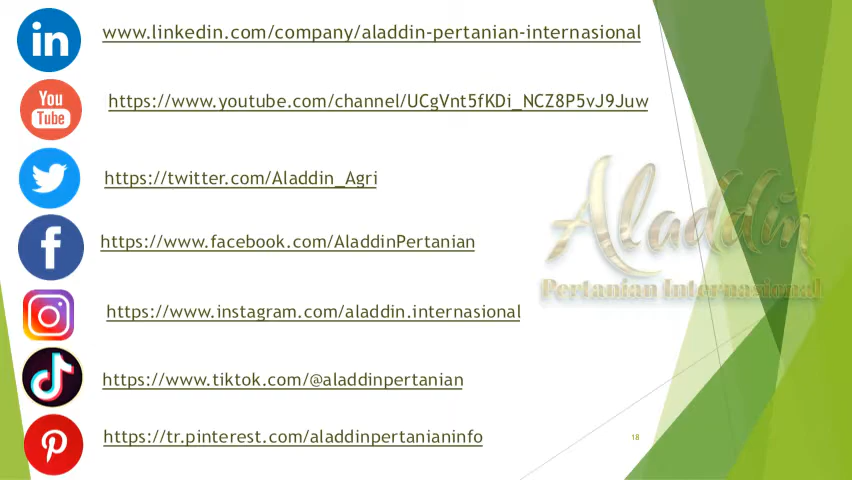 in
www.linkedin.com/company/aladdin-pertanian-internasional
You
Tube
https://www.youtube.com/channel/UCgVnt5fKDi_NCZ8P5vJ9Juw
https://twitter.com/Aladdin_Agri
https://www.facebook.com/AladdinPertanian
Aladdin
Pertanian Internasional
https://www.instagram.com/aladdin.internasional
https://www.tiktok.com/@aladdinpertanian
https://tr.pinterest.com/aladdinpertanianinfo
18